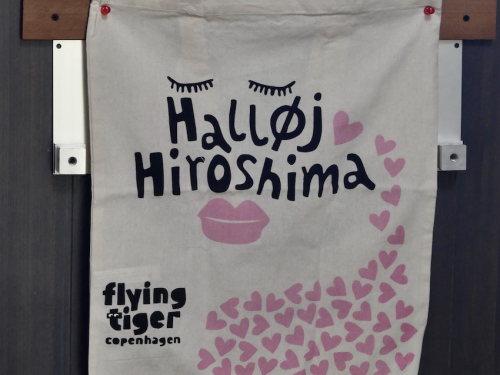 Halløj
Hiroshima
flying
tiger
copenhagen